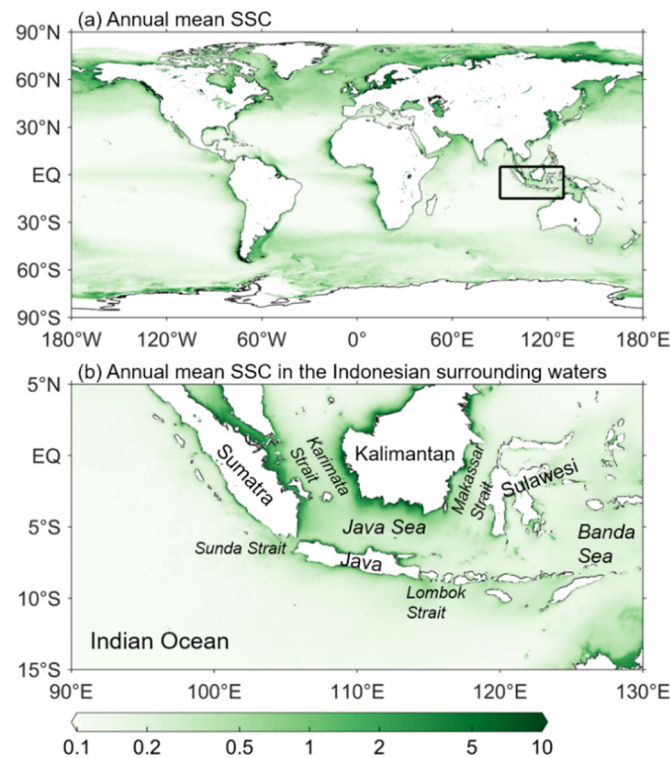 (a) Annual mean SSC
90°N
60°N
30°N
EQ
30°S
60°S
90°S
180°W 120°W 60°W 0° 60°E 120°E 180°E
(b) Annual mean SSC in the Indonesian surrounding waters
5°N
EQ
5°S
10°S
15°S
Sumatra
Karimata
Strait
Kalimantan
Makassar
Strait
Sulawesi
Java Sea
Banda
Sea
Sunda Strait
Java
Lombok
Strait
Indian Ocean
90°E 100°E 110°E 120°E 130°E
0.1 0.2 0.5 1 2 5 10